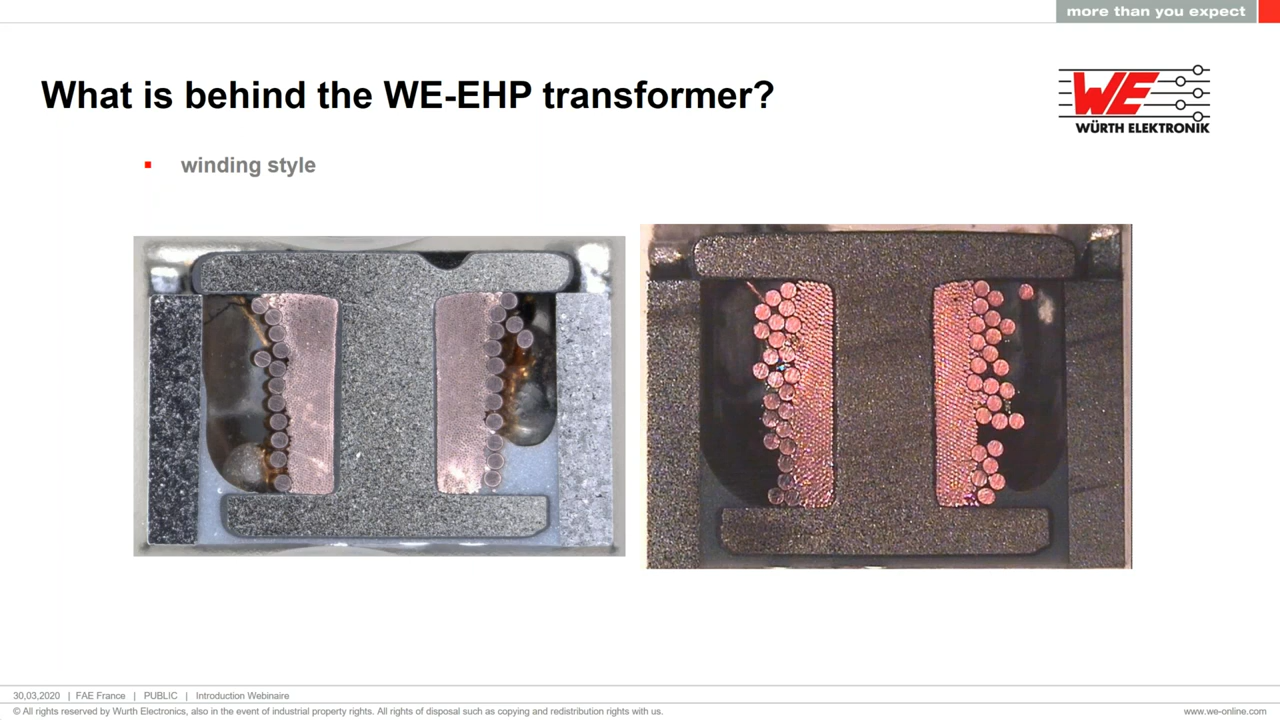 more than you expect
What is behind the WE-EHP transformer?
WE
WÜRTH ELEKTRONIK
winding style
30,03,2020 | FAE France | PUBLIC | Introduction Webinaire
© All rights reserved by Wurth Electronics, also in the event of industrial property rights. All rights of disposal such as copying and redistribution rights with us.
www.we-online.com